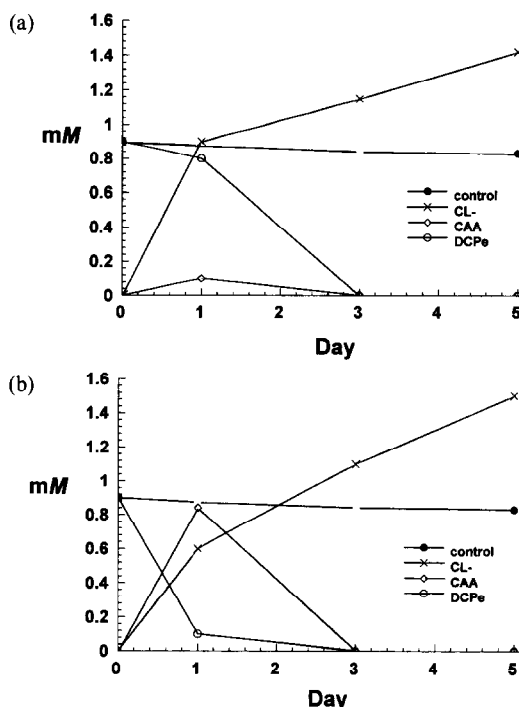 (a)
1.6
1.4
1.2
1
mM
0.8
0.6
0.4
0.2
0
control
CL-
CAA
DCPe
0 1 2 3 4 5
Day
(b)
1.6
1.4
1.2
1
mM
0.8
0.6
0.4
0.2
0
control
CL-
CAA
DCPe
0 1 2 3 4 5
Day